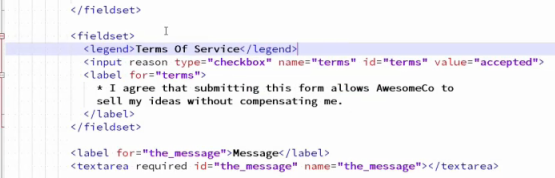 </fieldset>
<fieldset>
<legend>Terms Of Service</legend>
<input reason type="checkbox" name="terms" id="terms" value="accepted">
<label for="terms">
* I agree that submitting this form allows AwesomeCo to
sell my ideas without compensating me.
</label>
</fieldset>
<label for="the_message">Message</label>
<textarea required id="the_message" name="the_message"></textarea>